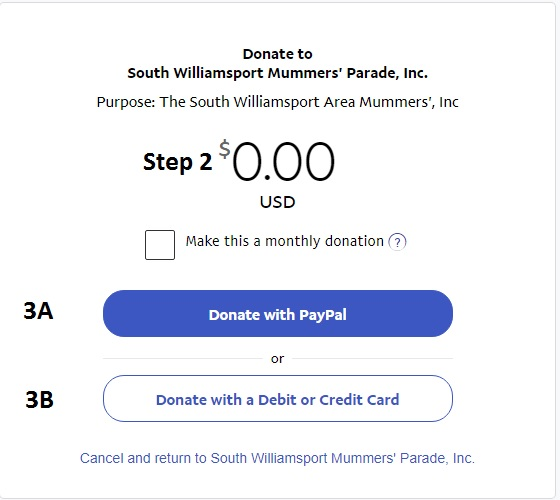 Donate to
South Williamsport Mummers' Parade, Inc.
Purpose: The South Williamsport Area Mummers', Inc
Step 2 $0.00
USD
Make this a monthly donation ?
3A Donate with PayPal
or
3B Donate with a Debit or Credit Card
Cancel and return to South Williamsport Mummers' Parade, Inc.